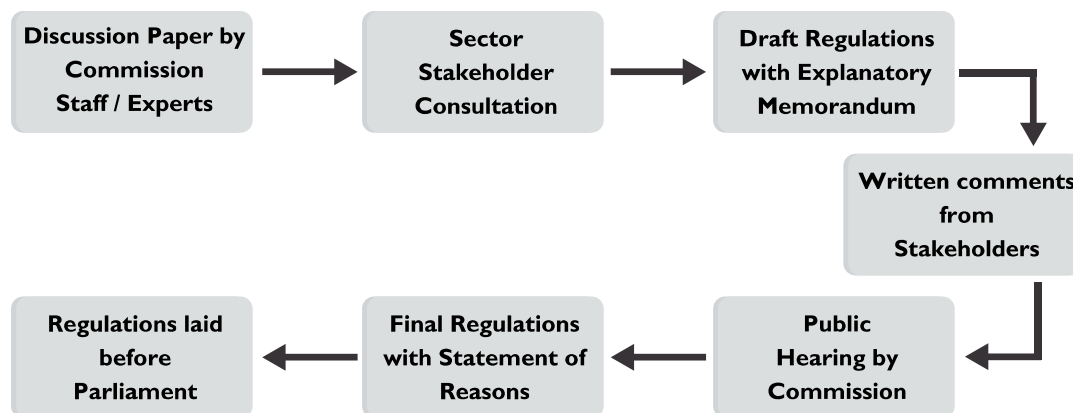 Discussion Paper by
Commission
Staff / Experts
Sector
Stakeholder
Consultation
Draft Regulations
with Explanatory
Memorandum
Written comments
from
Stakeholders
Public
Hearing by
Commission
Final Regulations
with Statement of
Reasons
Regulations laid
before
Parliament